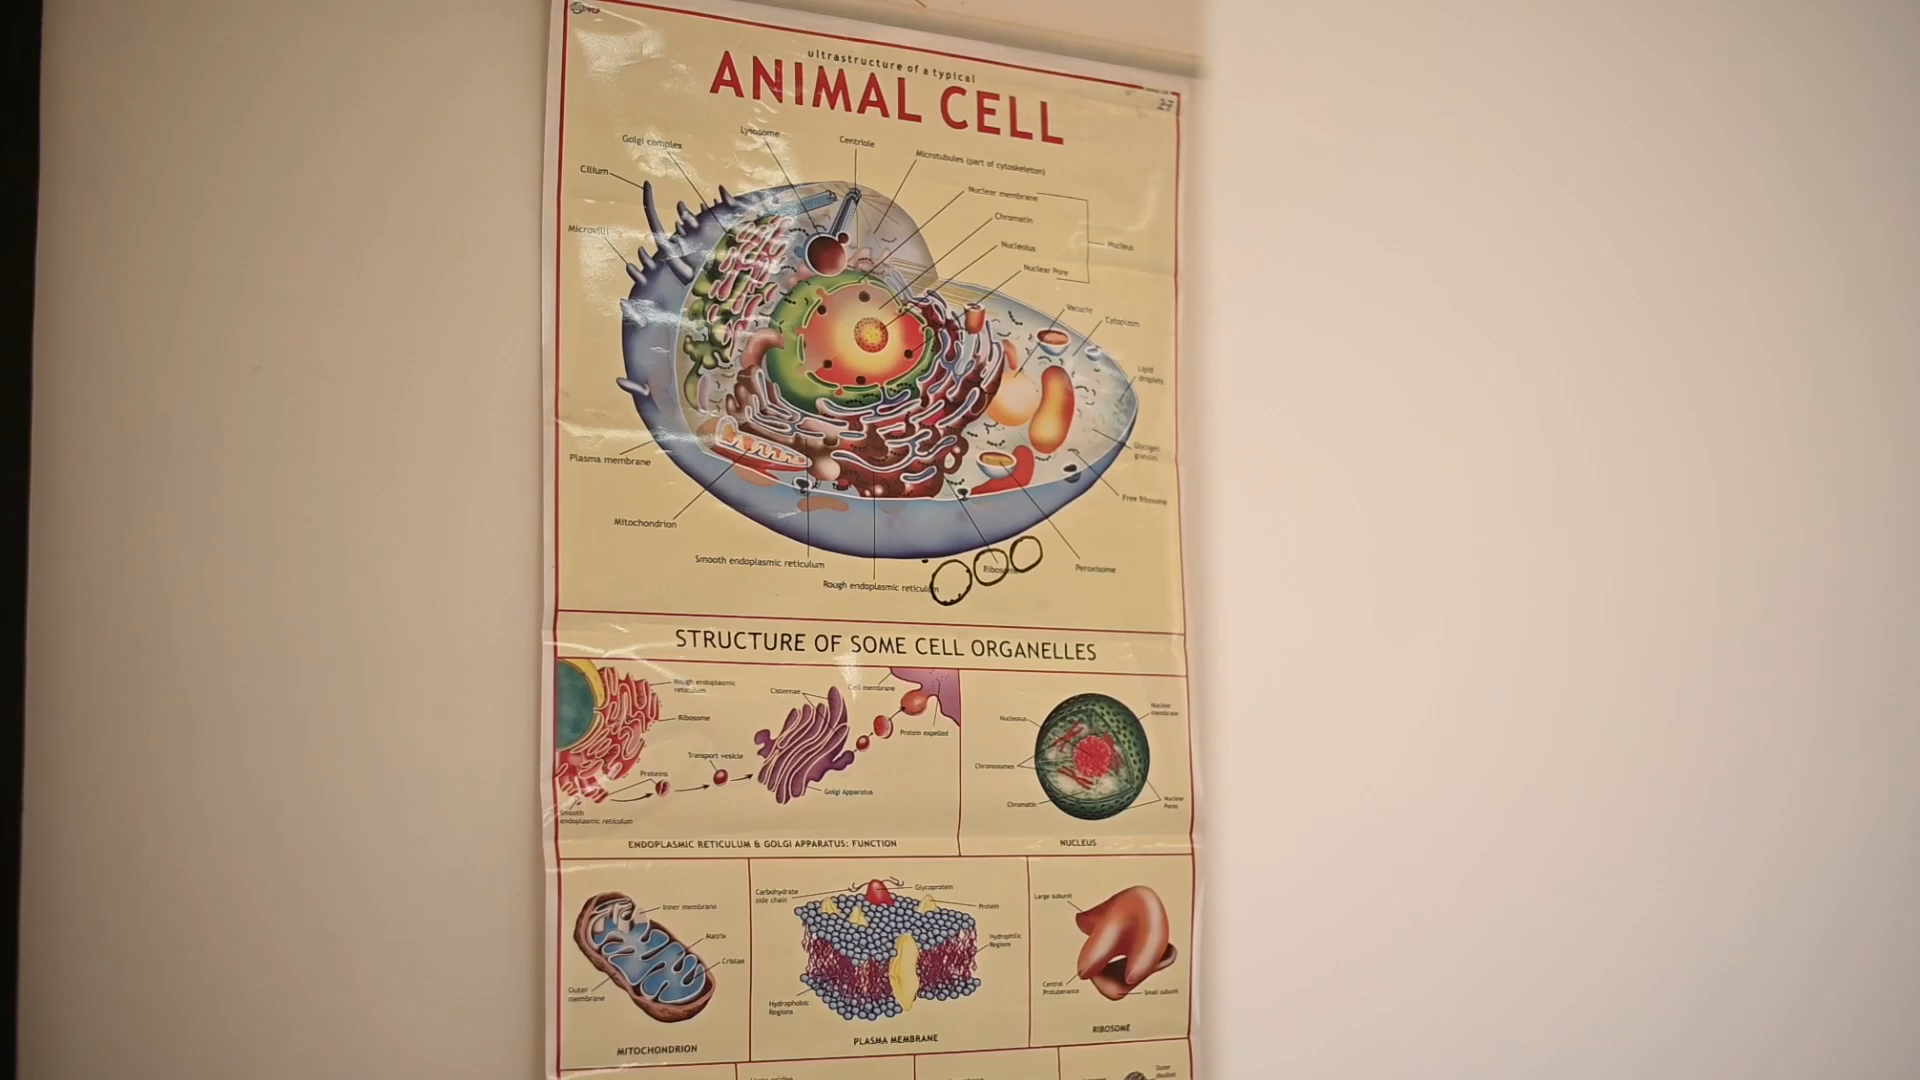 ultrastructure of a typical
ANIMAL CELL
27
Lysosome
Centriole
Golgi complex
Microtubules (part of cytoskeleton)
Cilium
Nuclear membrane
Chromatin
Microvilli
Nucleolus
Nucleus
Nuclear Pore
Vacuole
Cytoplasm
Lipid
droplets
Glycogen
granules
Plasma membrane
Free Ribosome
Mitochondrion
Smooth endoplasmic reticulum
Ribosome
Peroxisome
Rough endoplasmic reticulum
STRUCTURE OF SOME CELL ORGANELLES
Rough endoplasmic
reticulum
Ribosome
Cisternae
Cell membrane
Protein expelled
Transport vesicle
Proteins
Golgi Apparatus
Smooth
endoplasmic reticulum
ENDOPLASMIC RETICULUM & GOLGI APPARATUS: FUNCTION
Nuclear
membrane
Nucleolus
Chromosomes
Chromatin
Nuclear
Pores
NUCLEUS
Inner membrane
Matrix
Cristae
Outer
membrane
MITOCHONDRION
Carbohydrate
side chain
Glycoprotein
Protein
Hydrophilic
Regions
Hydrophobic
Regions
PLASMA MEMBRANE
Large subunit
Central
Protuberance
Small subunit
RIBOSOME
Outer
doublet